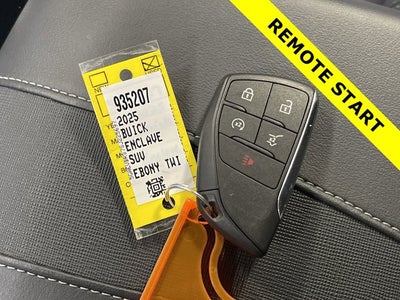 REMOTE START
935207
2025
BUICK
ENCLAVE
SUV
EBONY TWI